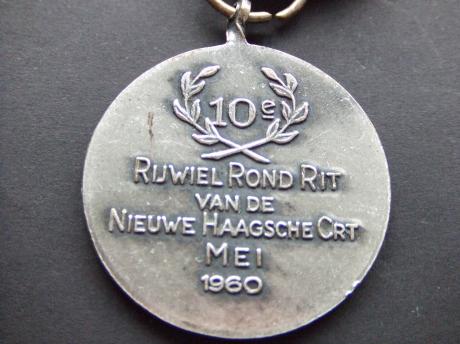 10e
RIJWIEL ROND RIT
VAN DE
NIEUWE HAAGSCHE CRT
MEI
1960